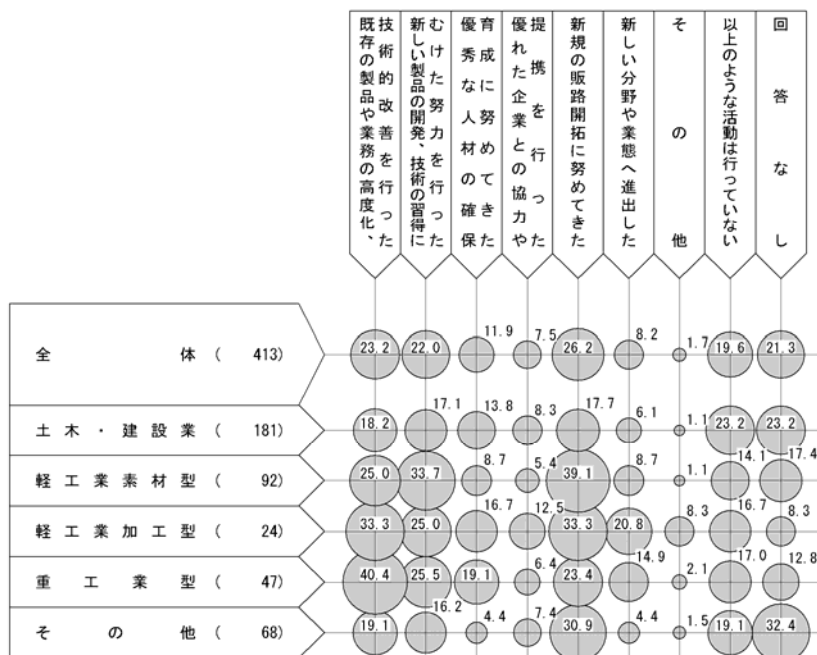 既存の製品や業務の高度化、
技術的改善を行った
新しい製品の開発、技術の習得に
むけた努力を行った
優秀な人材の確保
育成に努めてきた
優れた企業との協力や
提携を行った
新規の販路開拓に努めてきた
新しい分野や業態へ進出した
その他
以上のような活動は行っていない
回答なし
全体 ( 413)
23.2 22.0 11.9 7.5 26.2 8.2 1.7 19.6 21.3
土木・建設業 ( 181)
18.2 17.1 13.8 8.3 17.7 6.1 1.1 23.2 23.2
軽工業素材型 ( 92)
25.0 33.7 8.7 5.4 39.1 8.7 1.1 14.1 17.4
軽工業加工型 ( 24)
33.3 25.0 16.7 12.5 33.3 20.8 8.3 16.7 8.3
重工業型 ( 47)
40.4 25.5 19.1 6.4 23.4 14.9 2.1 17.0 12.8
その他 ( 68)
19.1 16.2 4.4 7.4 30.9 4.4 1.5 19.1 32.4